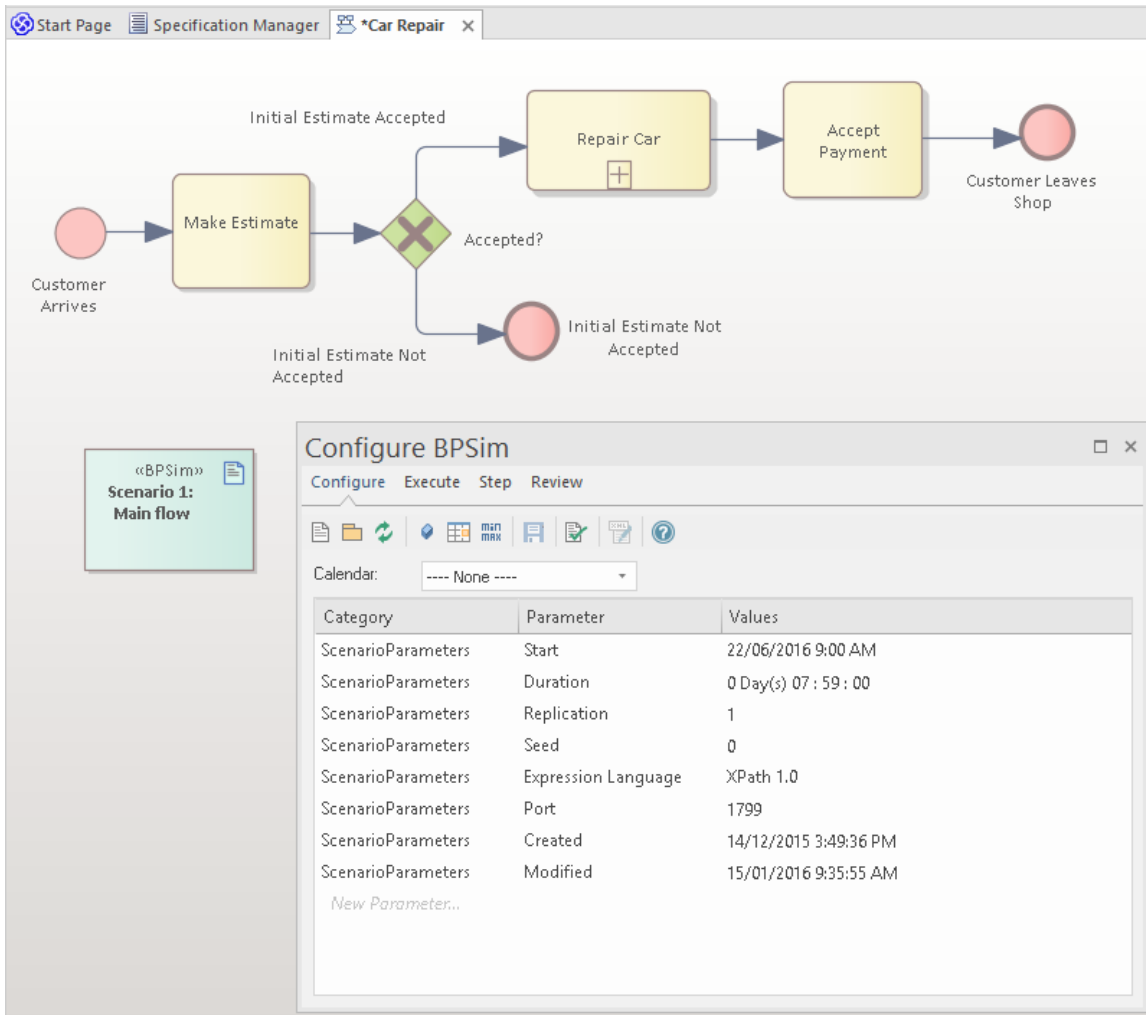 Start Page Specification Manager *Car Repair
Initial Estimate Accepted
Repair Car
Accept
Payment
Customer Leaves
Shop
Make Estimate
Accepted?
Customer
Arrives
Initial Estimate Not
Accepted
Initial Estimate Not
Accepted
«BPSim»
Scenario 1:
Main flow
Configure BPSim
Configure Execute Step Review
min
max
XML
Calendar: ---- None ----
Category Parameter Values
ScenarioParameters Start 22/06/2016 9:00 AM
ScenarioParameters Duration 0 Day(s) 07 : 59 : 00
ScenarioParameters Replication 1
ScenarioParameters Seed 0
ScenarioParameters Expression Language XPath 1.0
ScenarioParameters Port 1799
ScenarioParameters Created 14/12/2015 3:49:36 PM
ScenarioParameters Modified 15/01/2016 9:35:55 AM
New Parameter...